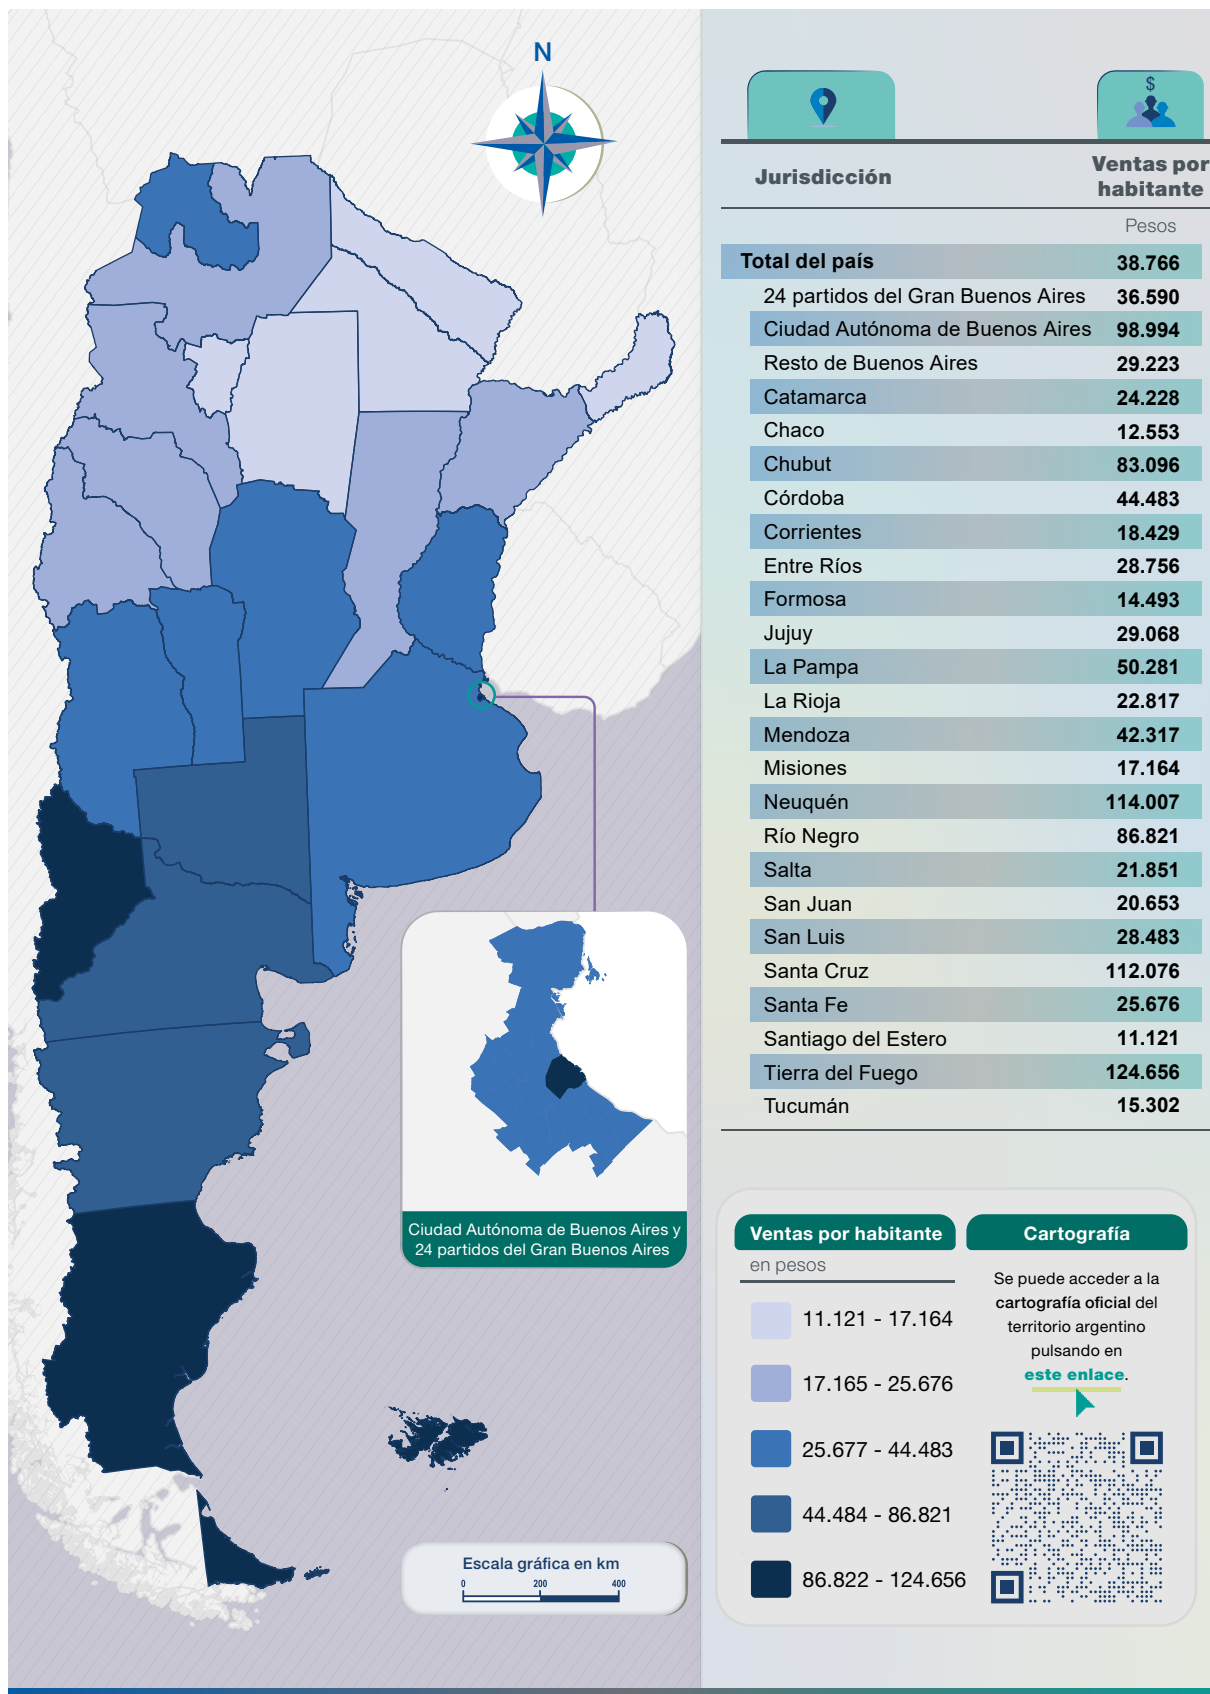 N
$
Jurisdicción
Ventas por
habitante
Pesos
Total del país 38.766
24 partidos del Gran Buenos Aires 36.590
Ciudad Autónoma de Buenos Aires 98.994
Resto de Buenos Aires 29.223
Catamarca 24.228
Chaco 12.553
Chubut 83.096
Córdoba 44.483
Corrientes 18.429
Entre Ríos 28.756
Formosa 14.493
Jujuy 29.068
La Pampa 50.281
La Rioja 22.817
Mendoza 42.317
Misiones 17.164
Neuquén 114.007
Río Negro 86.821
Salta 21.851
San Juan 20.653
San Luis 28.483
Santa Cruz 112.076
Santa Fe 25.676
Santiago del Estero 11.121
Tierra del Fuego 124.656
Tucumán 15.302
Ciudad Autónoma de Buenos Aires y
24 partidos del Gran Buenos Aires
Ventas por habitante
en pesos
11.121 - 17.164
17.165 - 25.676
25.677 - 44.483
44.484 - 86.821
86.822 - 124.656
Cartografía
Se puede acceder a la
cartografía oficial del
territorio argentino
pulsando en
este enlace.
Escala gráfica en km
0 200 400